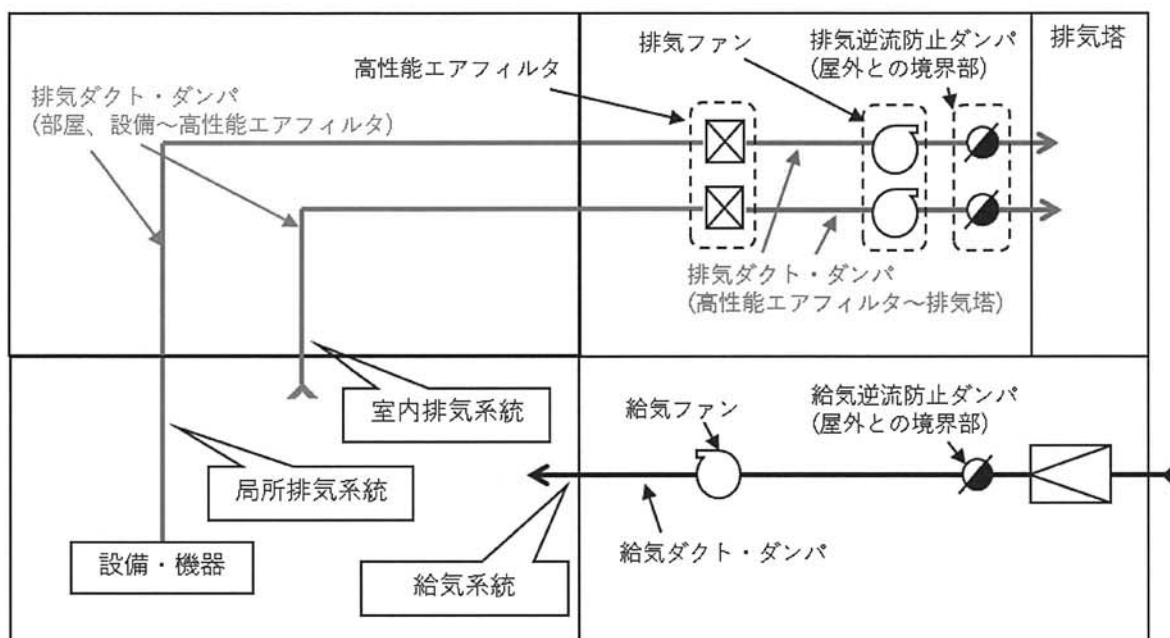 排気ファン
排気逆流防止ダンパ
(屋外との境界部)
排気塔
高性能エアフィルタ
排気ダクト・ダンパ
(部屋、設備～高性能エアフィルタ)
排気ダクト・ダンパ
(高性能エアフィルタ～排気塔)
室内排気系統
給気ファン
給気逆流防止ダンパ
(屋外との境界部)
局所排気系統
設備・機器
給気系統
給気ダクト・ダンパ